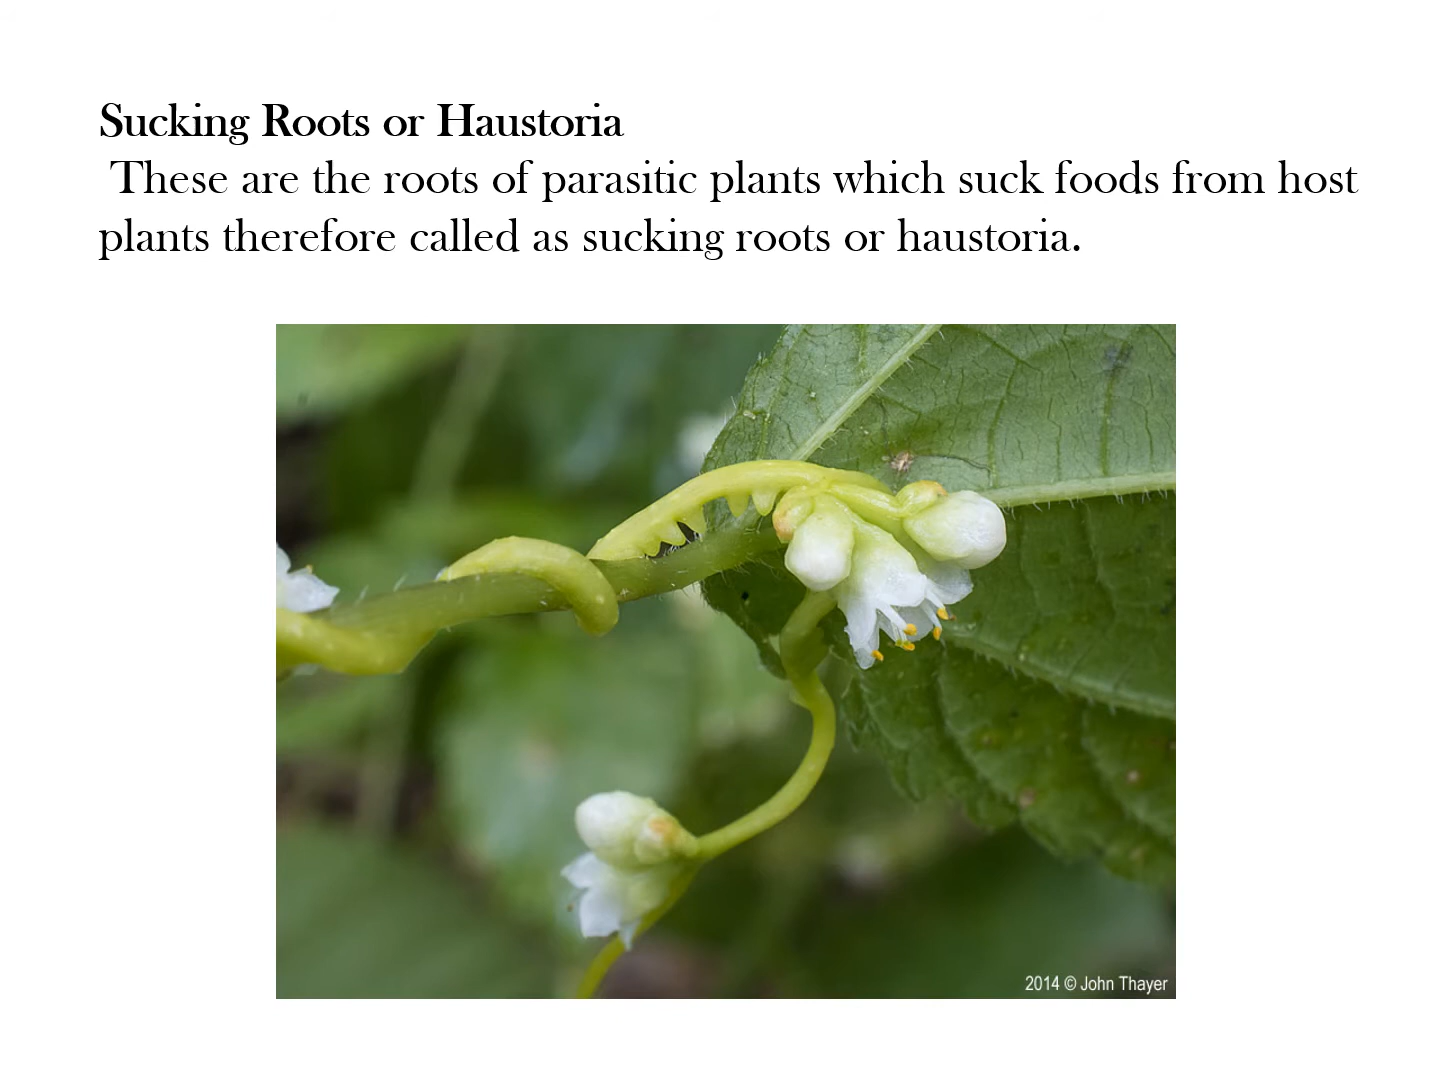 Sucking Roots or Haustoria
These are the roots of parasitic plants which suck foods from host
plants therefore called as sucking roots or haustoria.
2014 © John Thayer